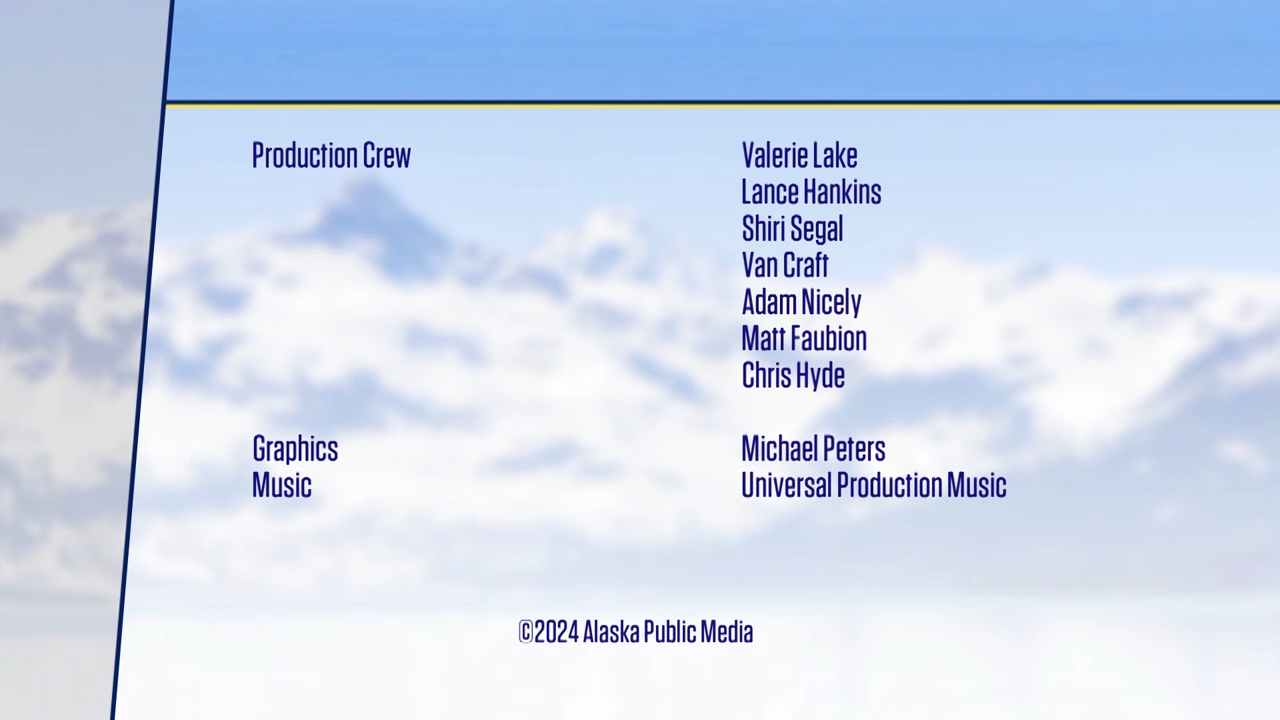 Production Crew Valerie Lake
Lance Hankins
Shiri Segal
Van Craft
Adam Nicely
Matt Faubion
Chris Hyde
Graphics Michael Peters
Music Universal Production Music
©2024 Alaska Public Media